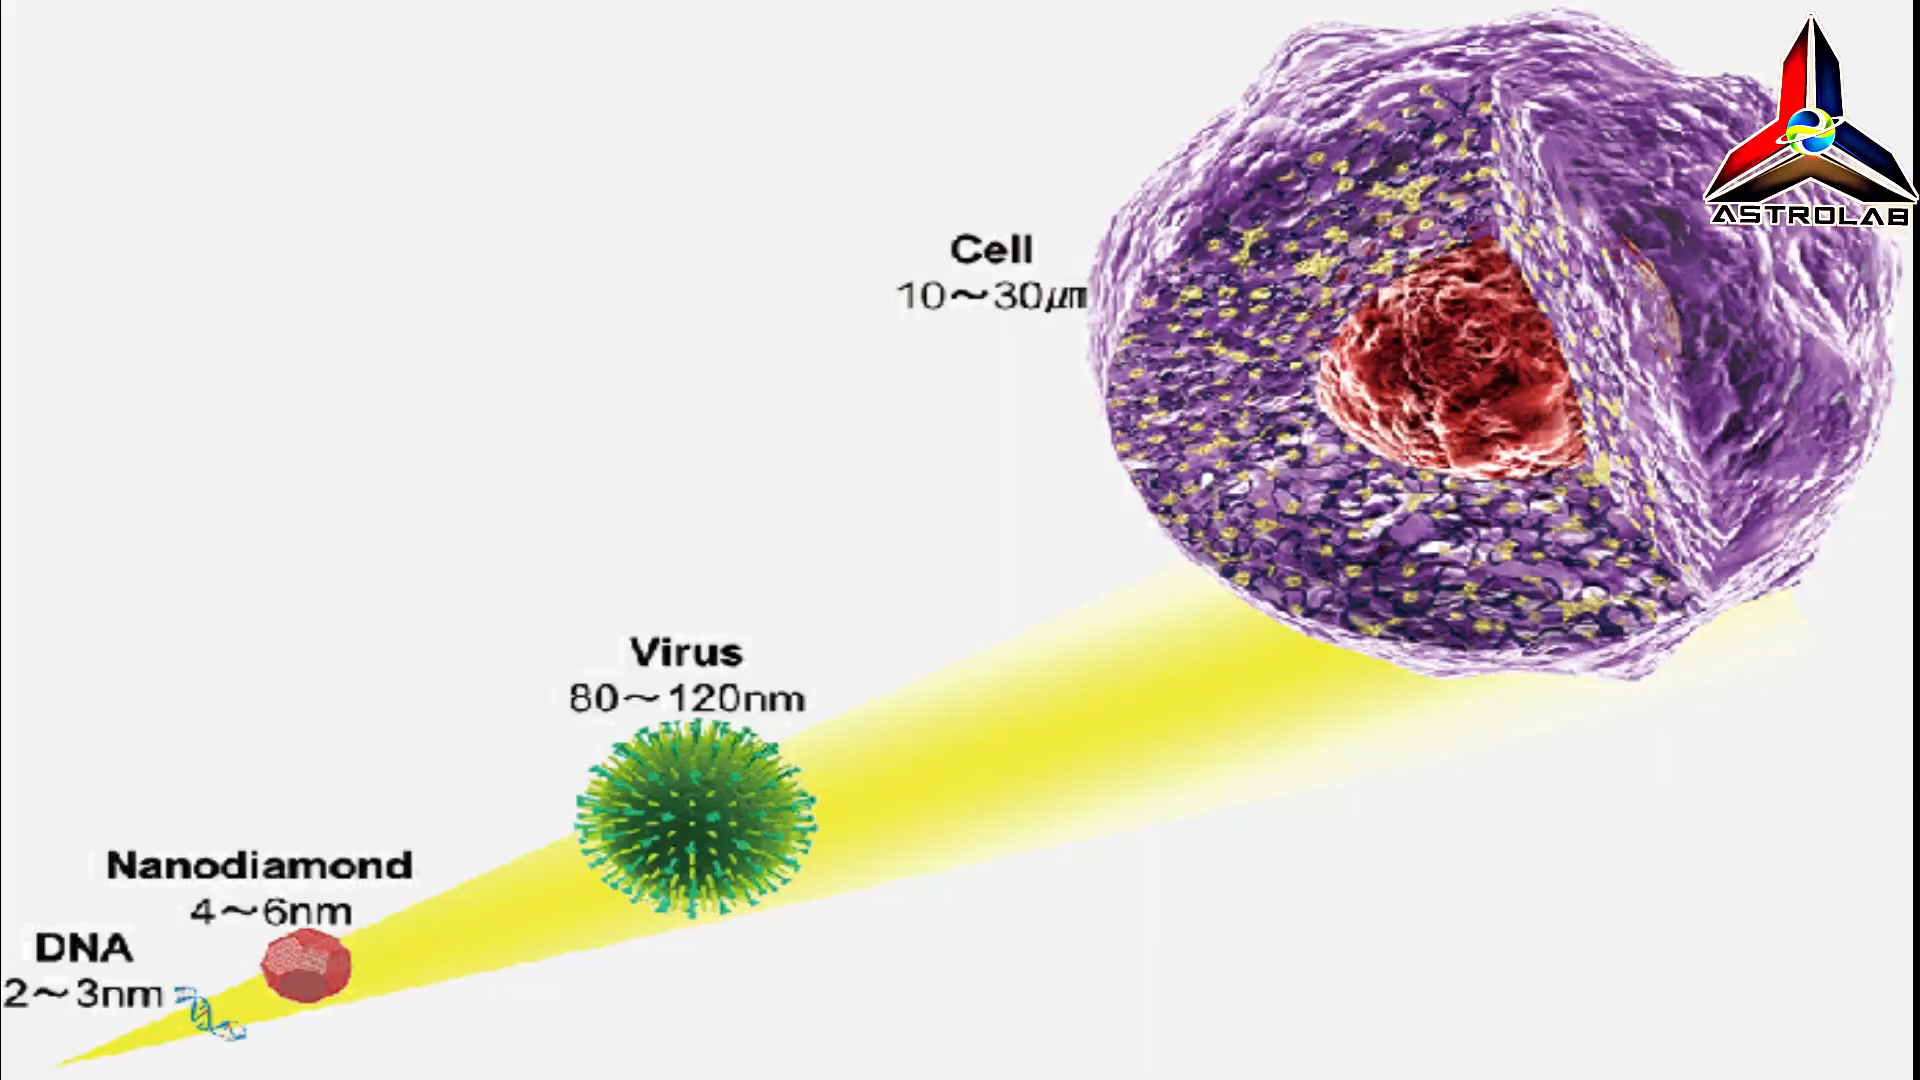 ASTROLAB
Cell
10～30μm
Virus
80～120nm
Nanodiamond
4～6nm
DNA
2～3nm